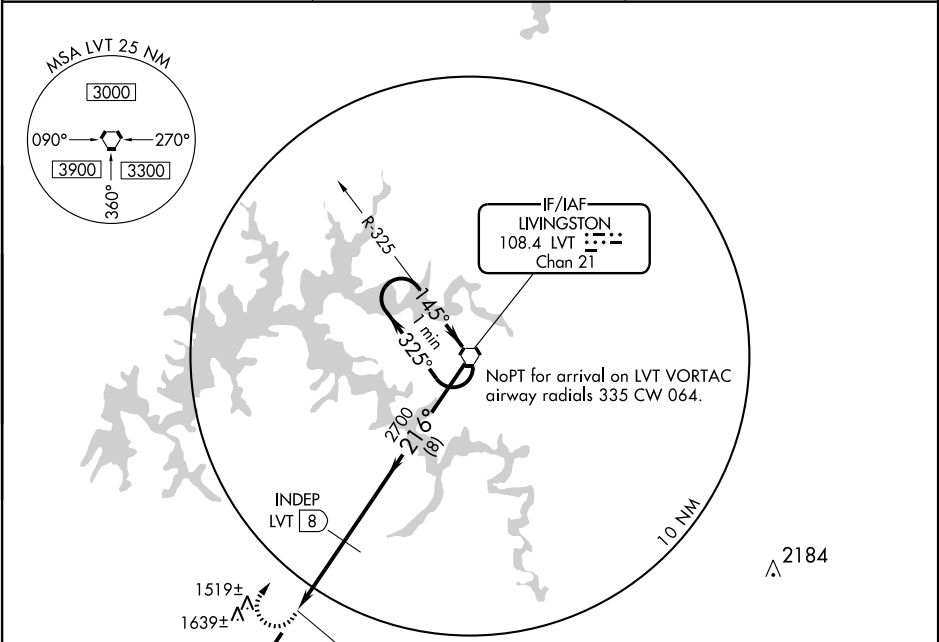 MSA LVT 25 NM
3000
090°
270°
3900
3300
360°
R-325
IF/IAF
LIVINGSTON
108.4 LVT
Chan 21
145°
1 min
325°
NoPT for arrival on LVT VORTAC
airway radials 335 CW 064.
2700
216°
(8)
INDEP
LVT 8
10 NM
2184
1519±
1639±